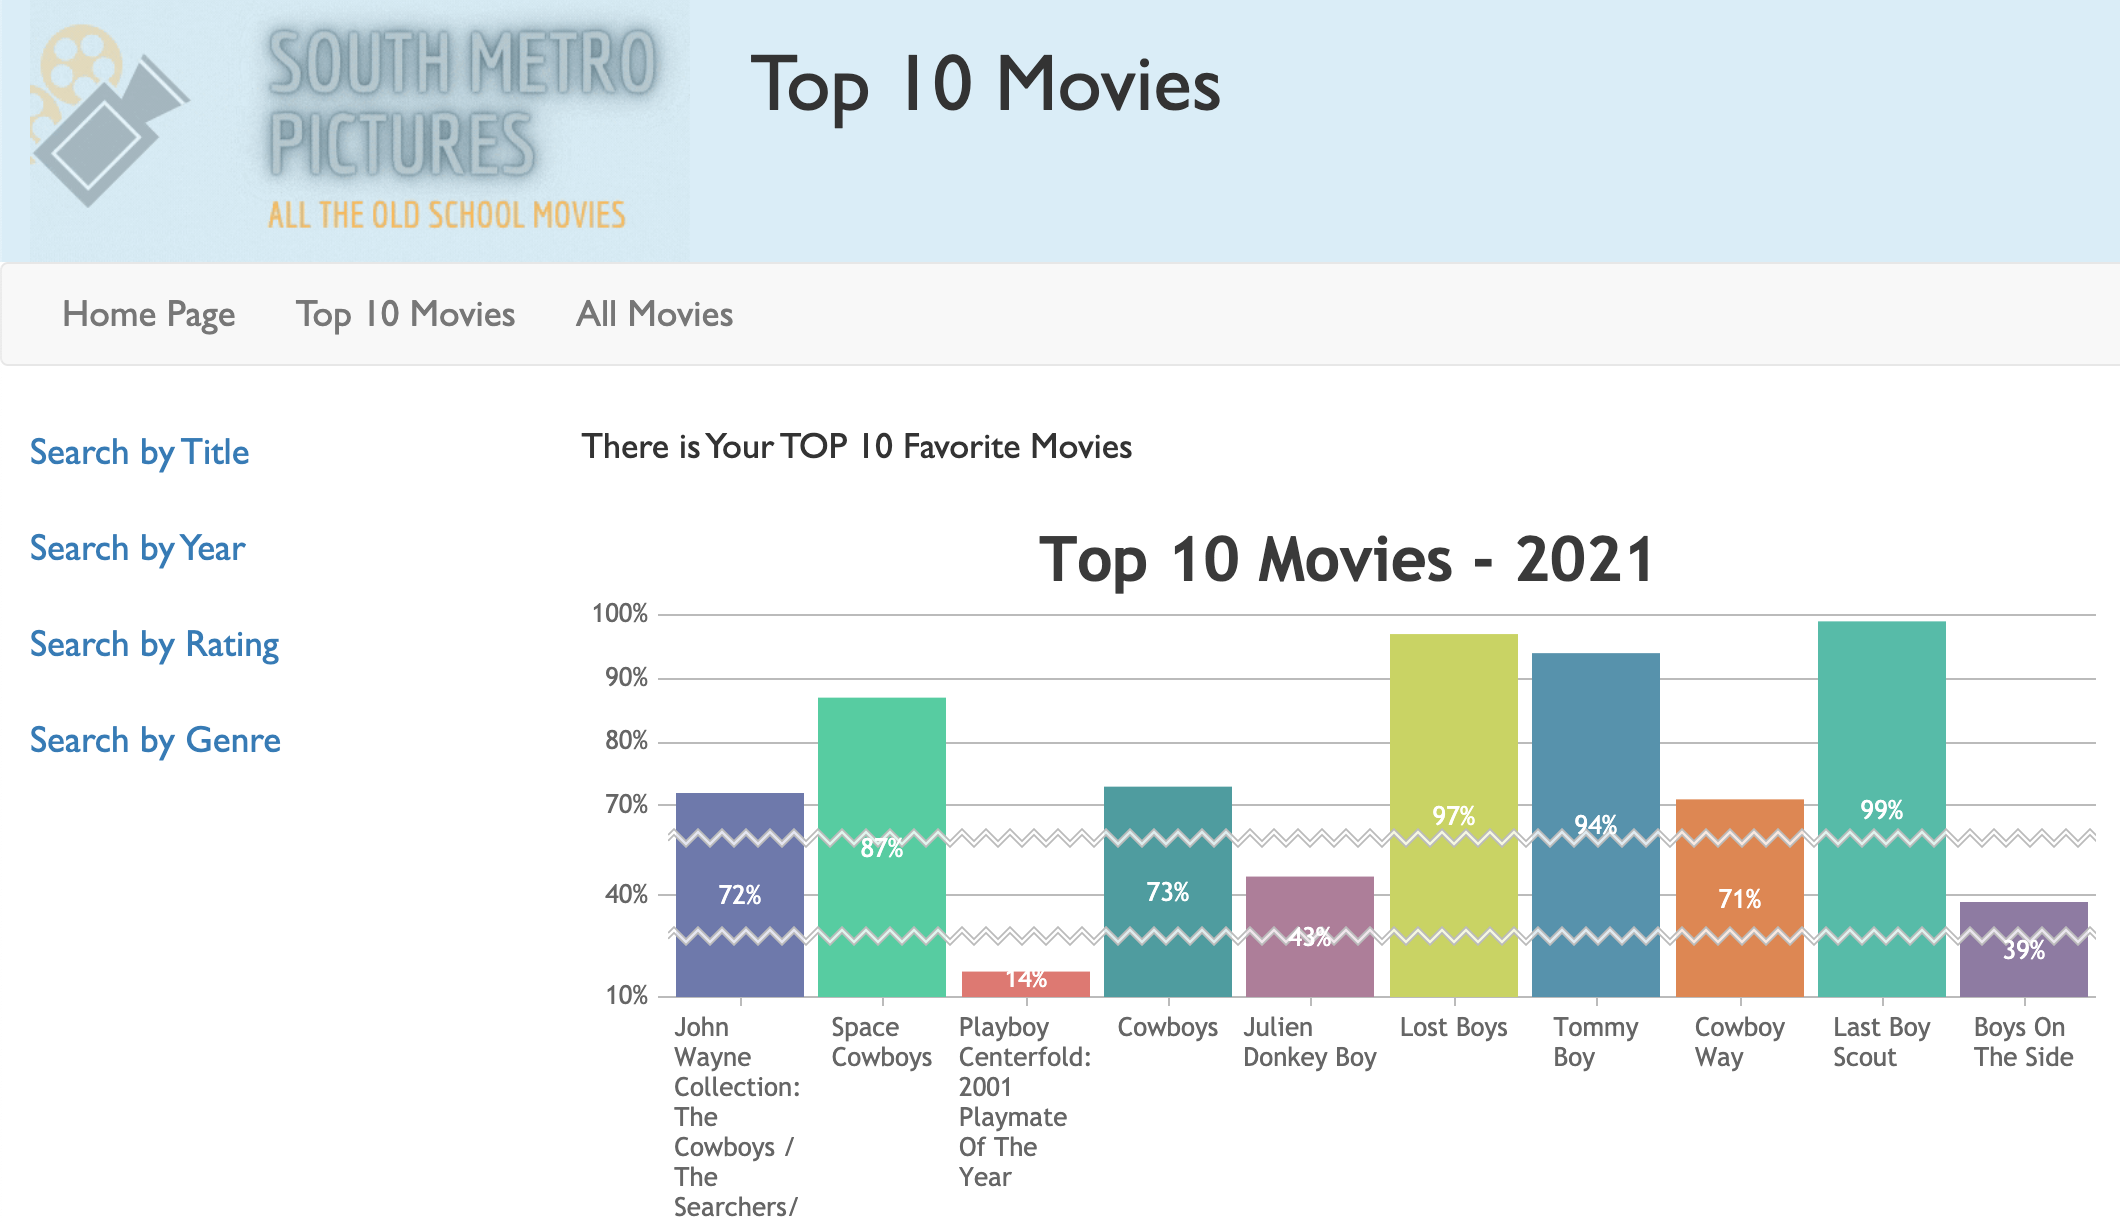 SOUTH METRO
PICTURES
ALL THE OLD SCHOOL MOVIES
Top 10 Movies
Home Page Top 10 Movies All Movies
Search by Title
Search by Year
Search by Rating
Search by Genre
There is Your TOP 10 Favorite Movies
Top 10 Movies - 2021
100%
90%
80%
70%
40%
10%
72%
87%
14%
73%
43%
97%
94%
71%
99%
39%
John
Wayne
Collection:
The
Cowboys /
The
Searchers/
Space
Cowboys
Playboy
Centerfold:
2001
Playmate
Of The
Year
Cowboys
Julien
Donkey Boy
Lost Boys
Tommy
Boy
Cowboy
Way
Last Boy
Scout
Boys On
The Side